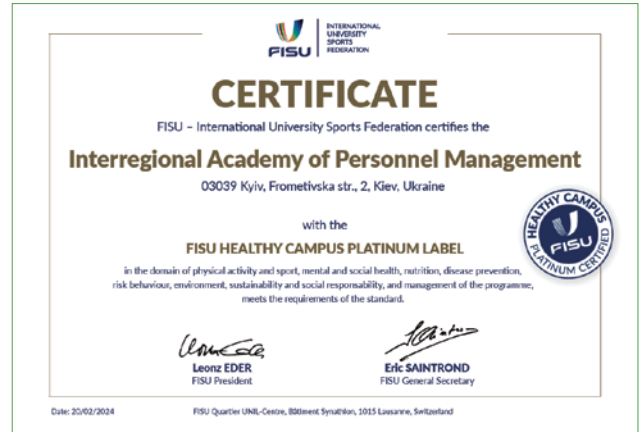 FISU
INTERNATIONAL
UNIVERSITY
SPORTS
FEDERATION
CERTIFICATE
FISU – International University Sports Federation certifies the
Interregional Academy of Personnel Management
03039 Kyiv, Frometivska str., 2, Kiev, Ukraine
with the
FISU HEALTHY CAMPUS PLATINUM LABEL
HEALTHY CAMPUS
FISU
PLATINUM CERTIFIED
in the domain of physical activity and sport, mental and social health, nutrition, disease prevention,
risk behaviour, environment, sustainability and social responsability, and management of the programme,
meets the requirements of the standard.
Leonz EDER
FISU President
Eric SAINTROND
FISU General Secretary
Date: 20/02/2024
FISU Quartier UNIL-Centre, Bâtiment Synathlon, 1015 Lausanne, Switzerland